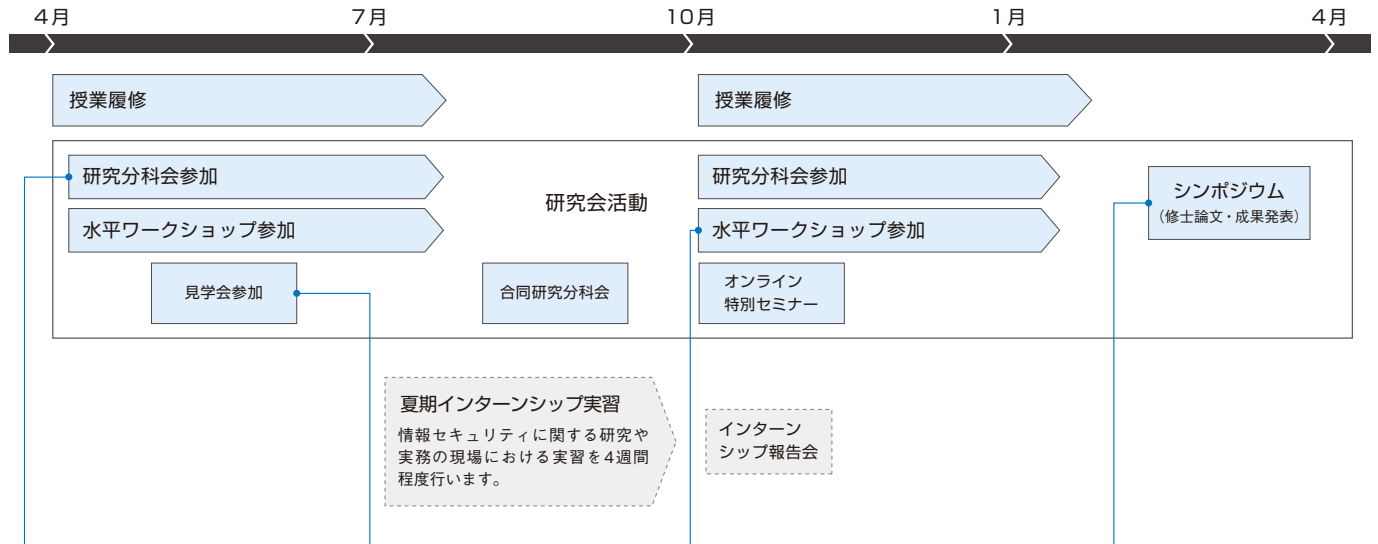 4月
7月
10月
1月
4月
授業履修
授業履修
研究分科会参加
研究分科会参加
シンポジウム
（修士論文・成果発表）
研究会活動
水平ワークショップ参加
水平ワークショップ参加
見学会参加
合同研究分科会
オンライン
特別セミナー
夏期インターンシップ実習
情報セキュリティに関する研究や
実務の現場における実習を4週間
程度行います。
インターン
シップ報告会